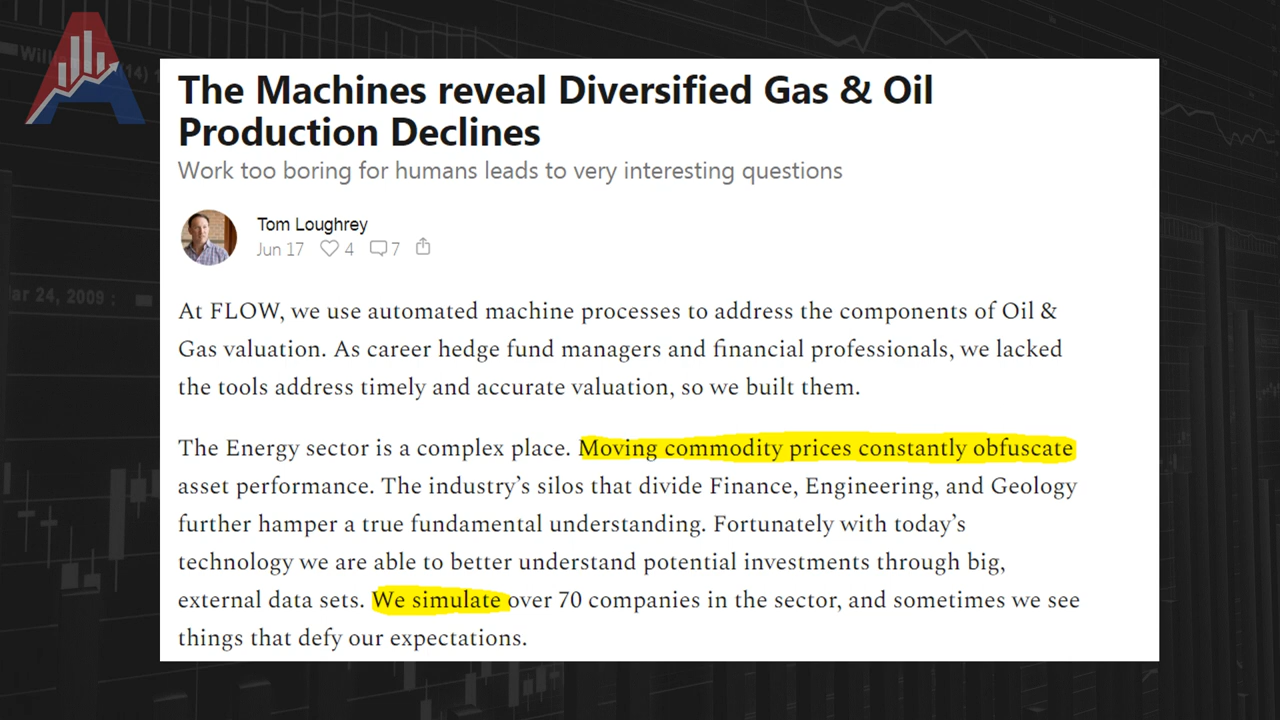 The Machines reveal Diversified Gas & Oil
Production Declines
Work too boring for humans leads to very interesting questions
Tom Loughrey
Jun 17 4 7
At FLOW, we use automated machine processes to address the components of Oil &
Gas valuation. As career hedge fund managers and financial professionals, we lacked
the tools address timely and accurate valuation, so we built them.
The Energy sector is a complex place. Moving commodity prices constantly obfuscate
asset performance. The industry’s silos that divide Finance, Engineering, and Geology
further hamper a true fundamental understanding. Fortunately with today’s
technology we are able to better understand potential investments through big,
external data sets. We simulate over 70 companies in the sector, and sometimes we see
things that defy our expectations.
14)
ar 24, 2009 :